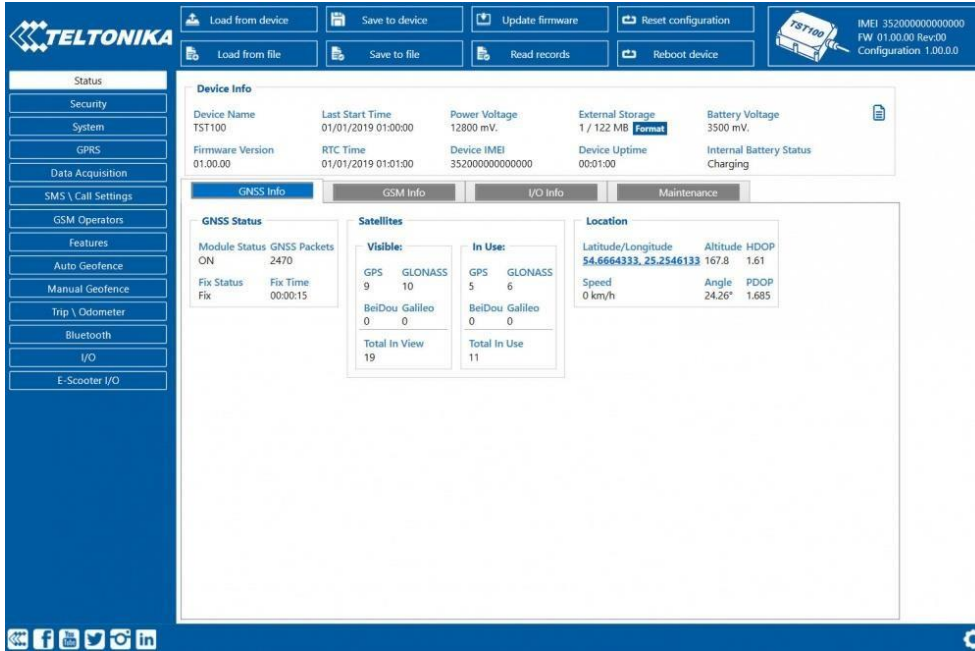 TELTONIKA
Load from device Save to device Update firmware Reset configuration
Load from file Save to file Read records Reboot device
TST100
IMEI 352000000000000
FW 01.00.00 Rev:00
Configuration 1.00.0.0
Status
Security
System
GPRS
Data Acquisition
SMS \ Call Settings
GSM Operators
Features
Auto Geofence
Manual Geofence
Trip \ Odometer
Bluetooth
I/O
E-Scooter I/O
Device Info
Device Name Last Start Time Power Voltage External Storage Battery Voltage
TST100 01/01/2019 01:00:00 12800 mV. 1 / 122 MB Format 3500 mV.
Firmware Version RTC Time Device IMEI Device Uptime Internal Battery Status
01.00.00 01/01/2019 01:01:00 352000000000000 00:01:00 Charging
GNSS Info GSM Info I/O Info Maintenance
GNSS Status
Module Status GNSS Packets
ON 2470
Fix Status Fix Time
Fix 00:00:15
Satellites
Visible:
GPS GLONASS
9 10
BeiDou Galileo
0 0
Total In View
19
In Use:
GPS GLONASS
5 6
BeiDou Galileo
0 0
Total In Use
11
Location
Latitude/Longitude Altitude HDOP
54.6664333, 25.2546133 167.8 1.61
Speed Angle PDOP
0 km/h 24.26° 1.685
f You Tube in